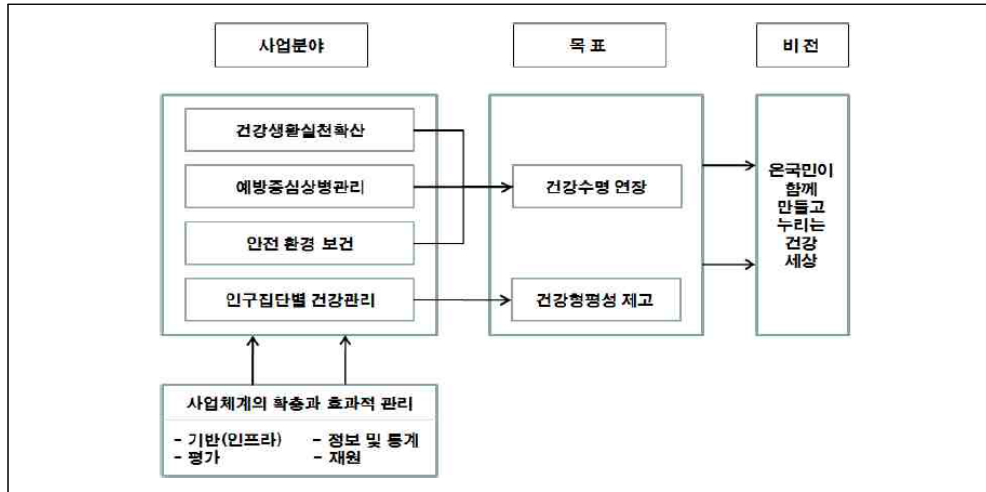 사업분야
목 표
비 전
건강생활실천확산
예방중심상병관리
안전 환경 보건
인구집단별 건강관리
건강수명 연장
건강형평성 제고
온국민이
함께
만들고
누리는
건강
세상
사업체계의 확충과 효과적 관리
- 기반(인프라) - 정보 및 통계
- 평가 - 재원